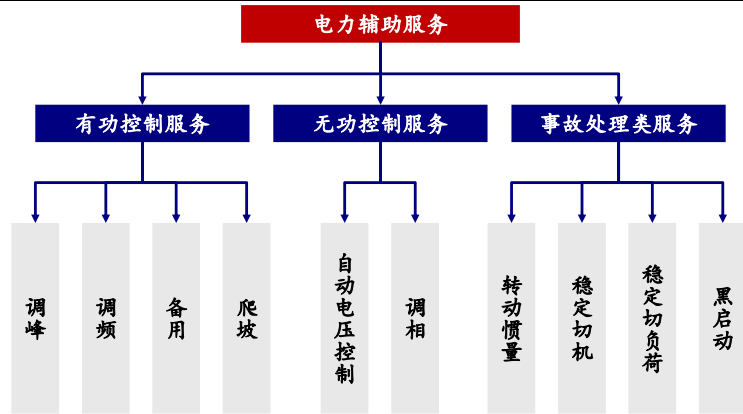 电力辅助服务
有功控制服务
无功控制服务
事故处理类服务
调峰
调频
备用
爬坡
自动电压控制
调相
转动惯量
稳定切机
稳定切负荷
黑启动